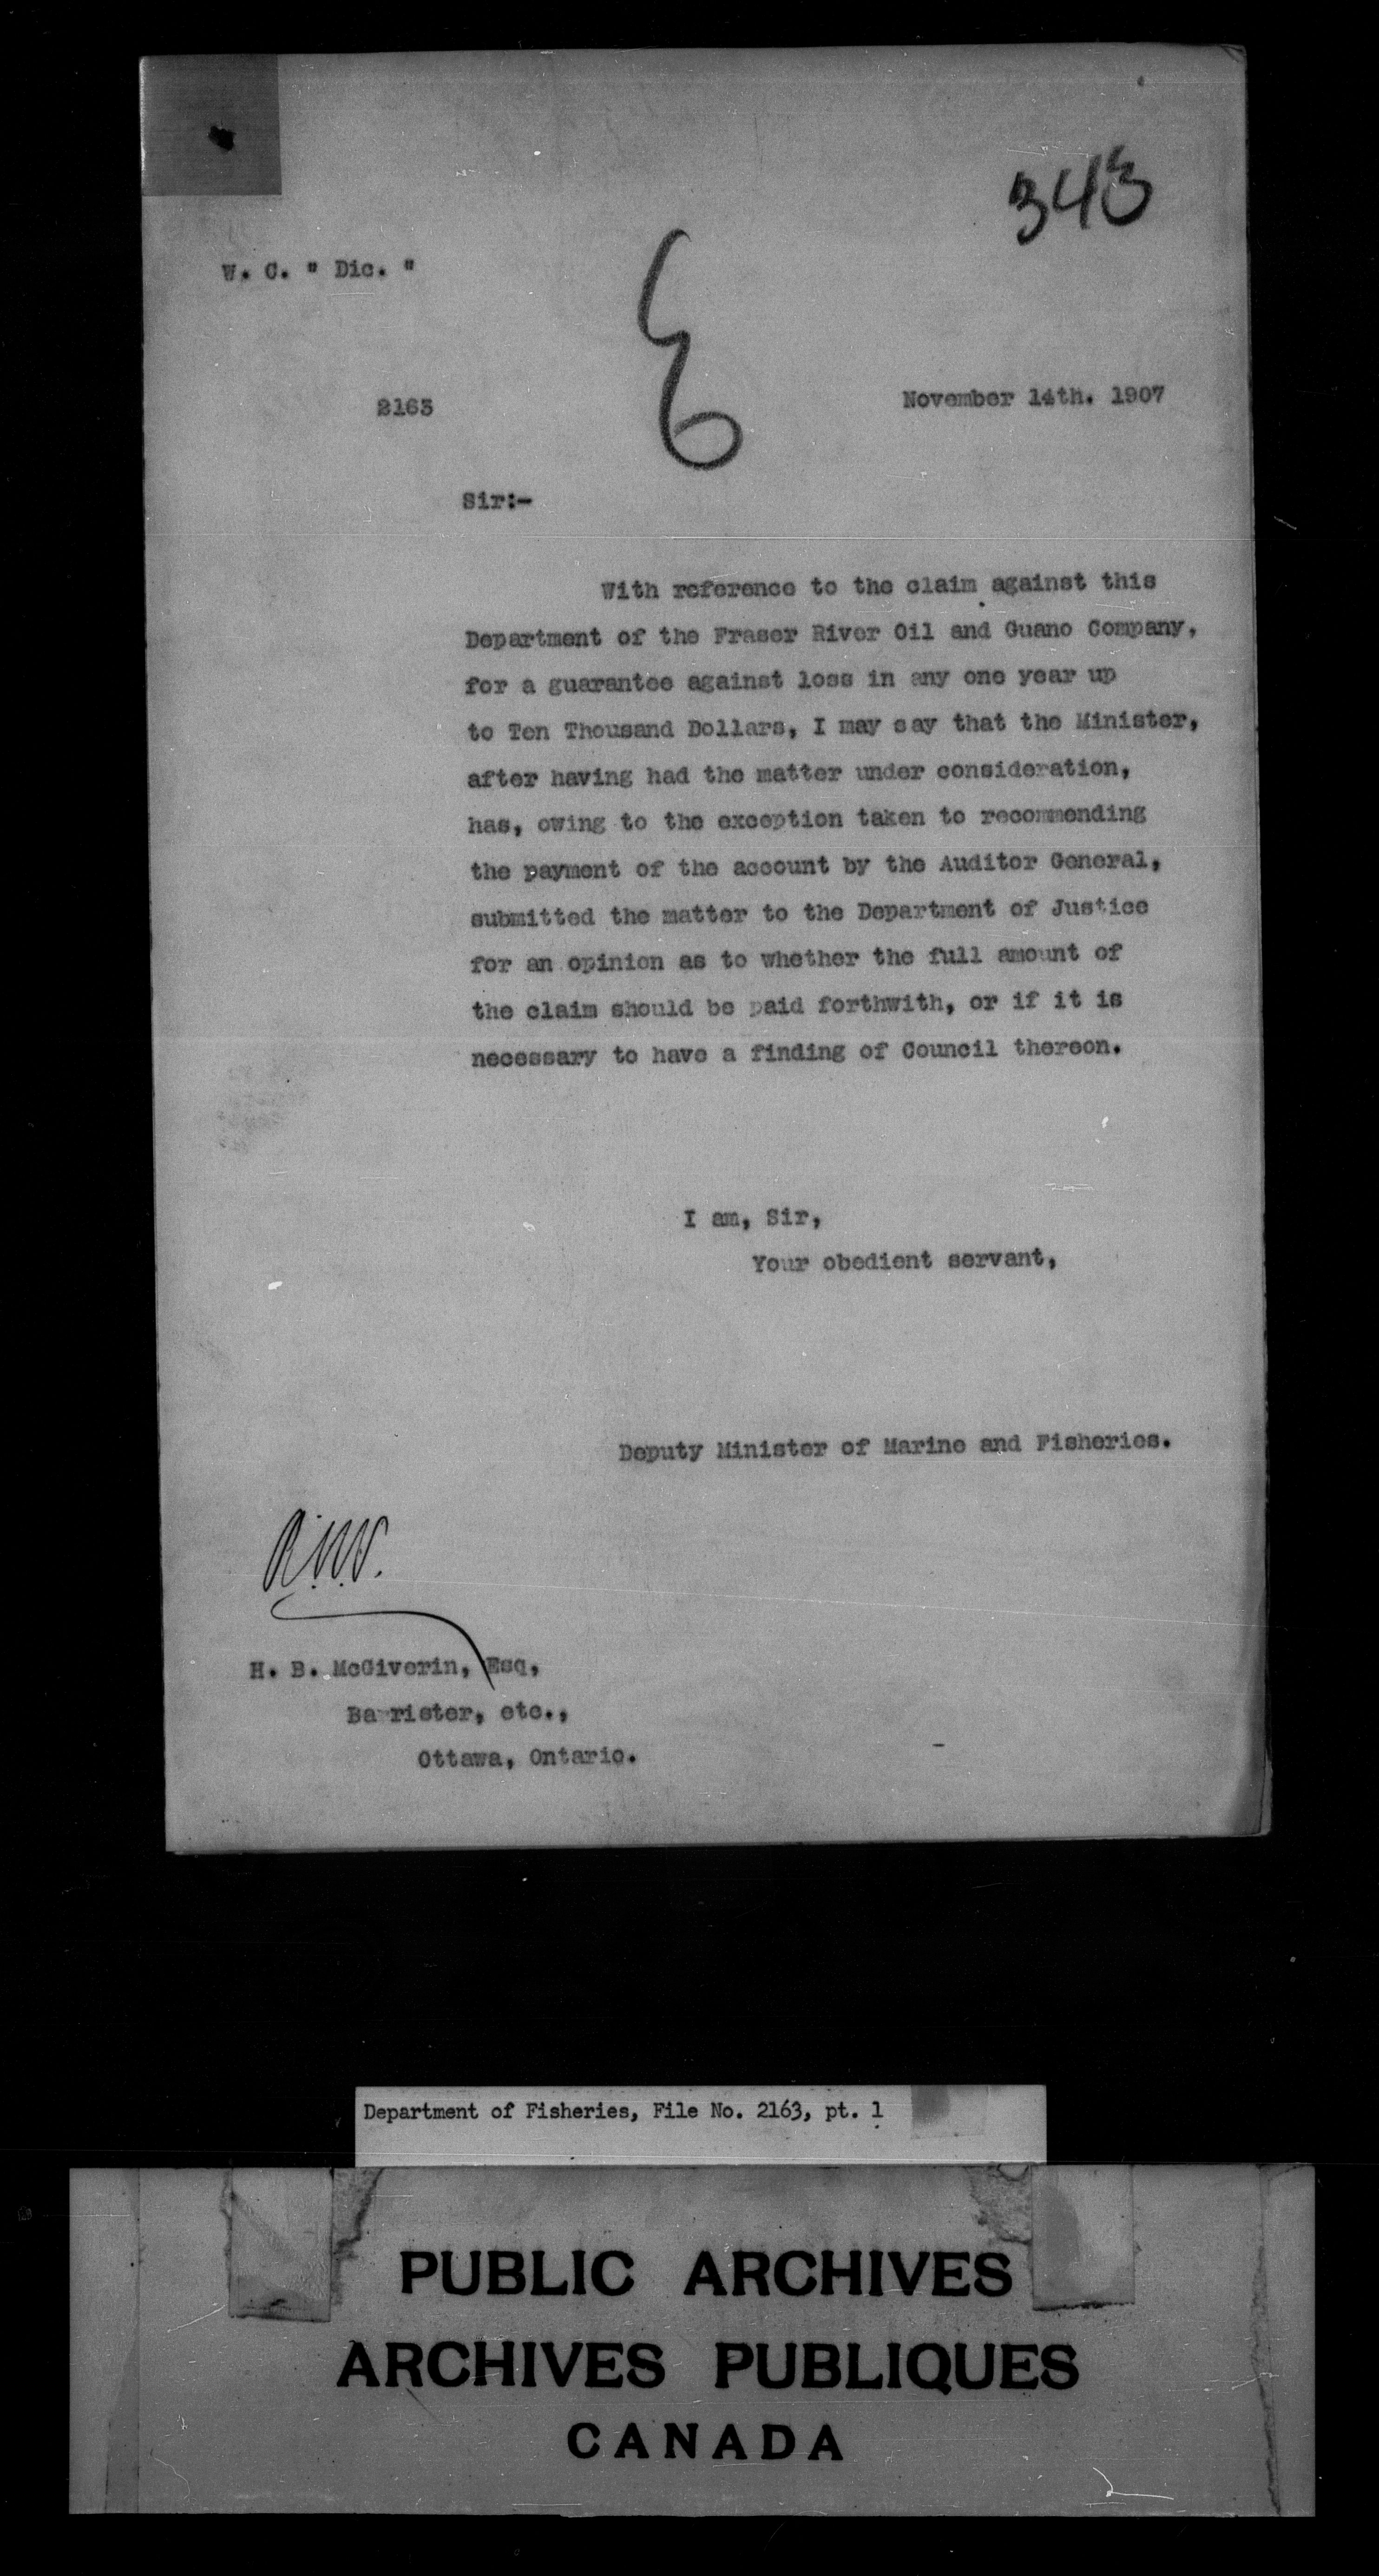 343
W. C. " Dic. "
2163
November 14th. 1907
Sir:-
With reference to the claim against this
Department of the Fraser River Oil and Guano Company,
for a guarantee against loss in any one year up
to Ten Thousand Dollars, I may say that the Minister,
after having had the matter under consideration,
has, owing to the exception taken to recommending
the payment of the account by the Auditor General,
submitted the matter to the Department of Justice
for an opinion as to whether the full amount of
the claim should be paid forthwith, or if it is
necessary to have a finding of Council thereon.
I am, Sir,
Your obedient servant,
Deputy Minister of Marine and Fisheries.
H. B. McGiverin, Esq,
Barrister, etc.,
Ottawa, Ontario.
Department of Fisheries, File No. 2163, pt. 1
PUBLIC ARCHIVES
ARCHIVES PUBLIQUES
CANADA